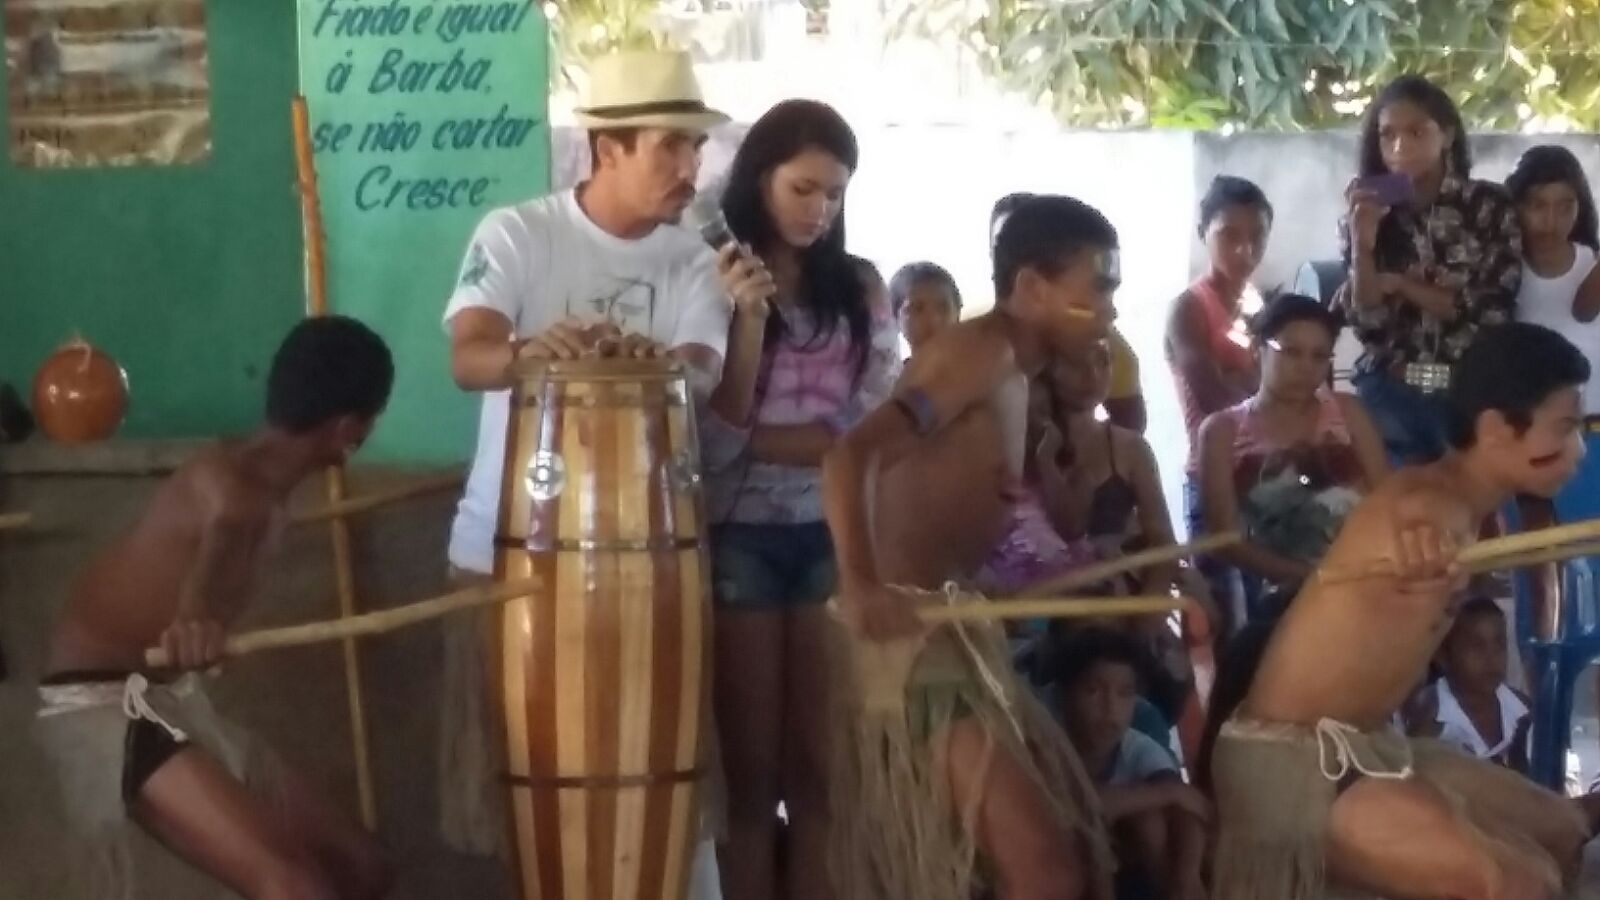 Fiado é igual
à Barba,
se não cortar
Cresce